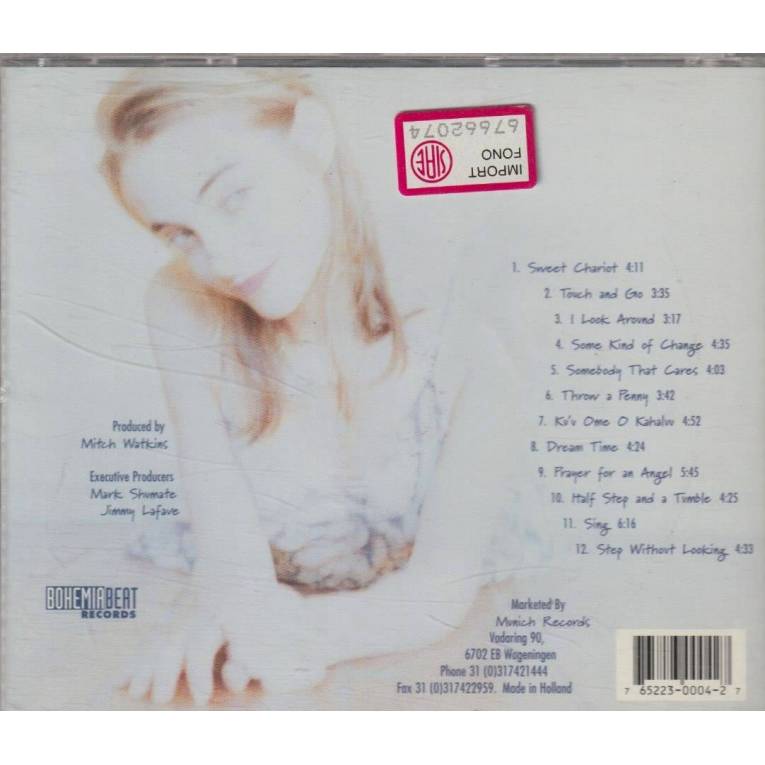 67662074
SIAE
IMPORT
FONO
1. Sweet Chariot 4:11
2. Touch and Go 3:35
3. I Look Around 3:17
4. Some Kind of Change 4:35
5. Somebody That Cares 4:03
6. Throw a Penny 3:42
7. Ku'u Ome O Kahaluu 4:52
8. Dream Time 4:24
9. Prayer for an Angel 5:45
10. Half Step and a Tumble 4:25
11. Sing 6:16
12. Step Without Looking 4:33
Produced by
Mitch Watkins
Executive Producers
Mark Shumate
Jimmy Lafave
BOHEMIABEAT
RECORDS
Marketed By
Munich Records
Vadaring 90,
6702 EB Wageningen
Phone 31 (0)317421444
Fax 31 (0)317422959. Made in Holland
7 65223-0004-2 7